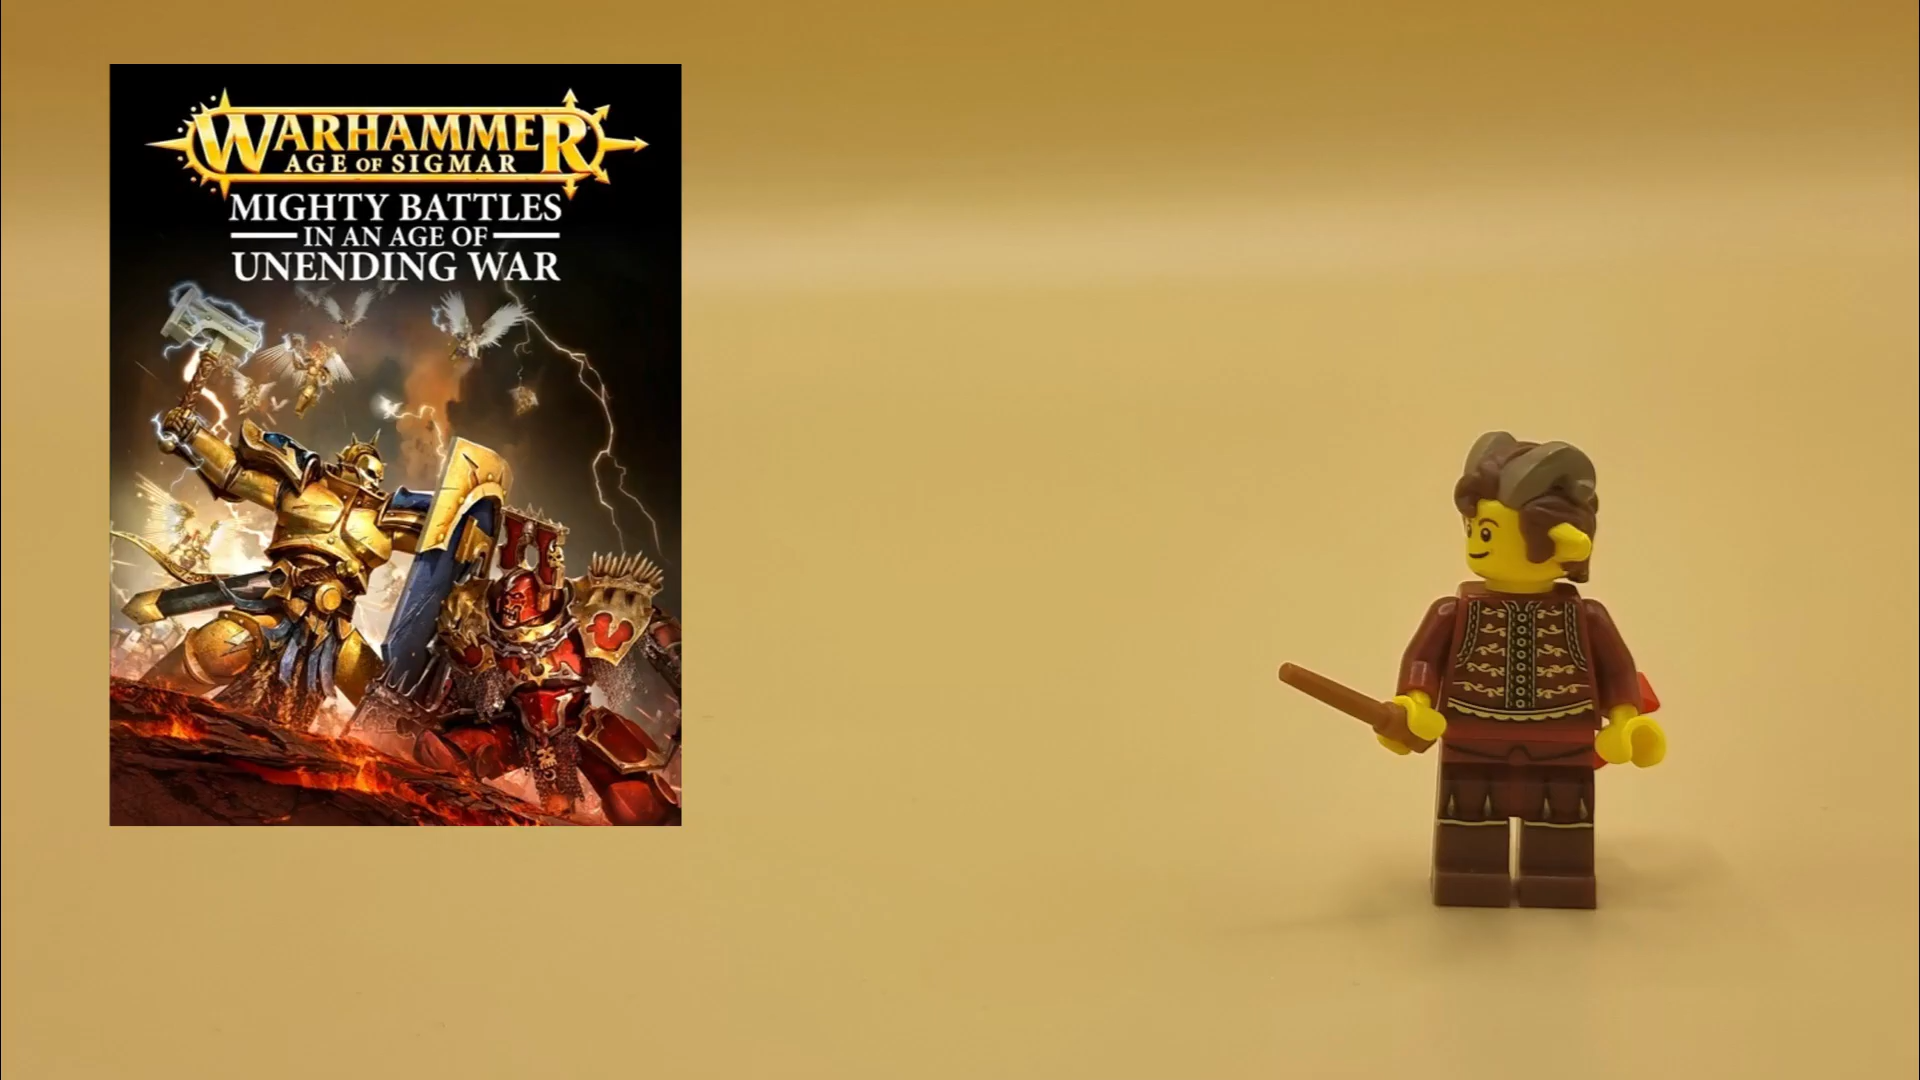 WARHAMMER
AGE OF SIGMAR
MIGHTY BATTLES
IN AN AGE OF
UNENDING WAR